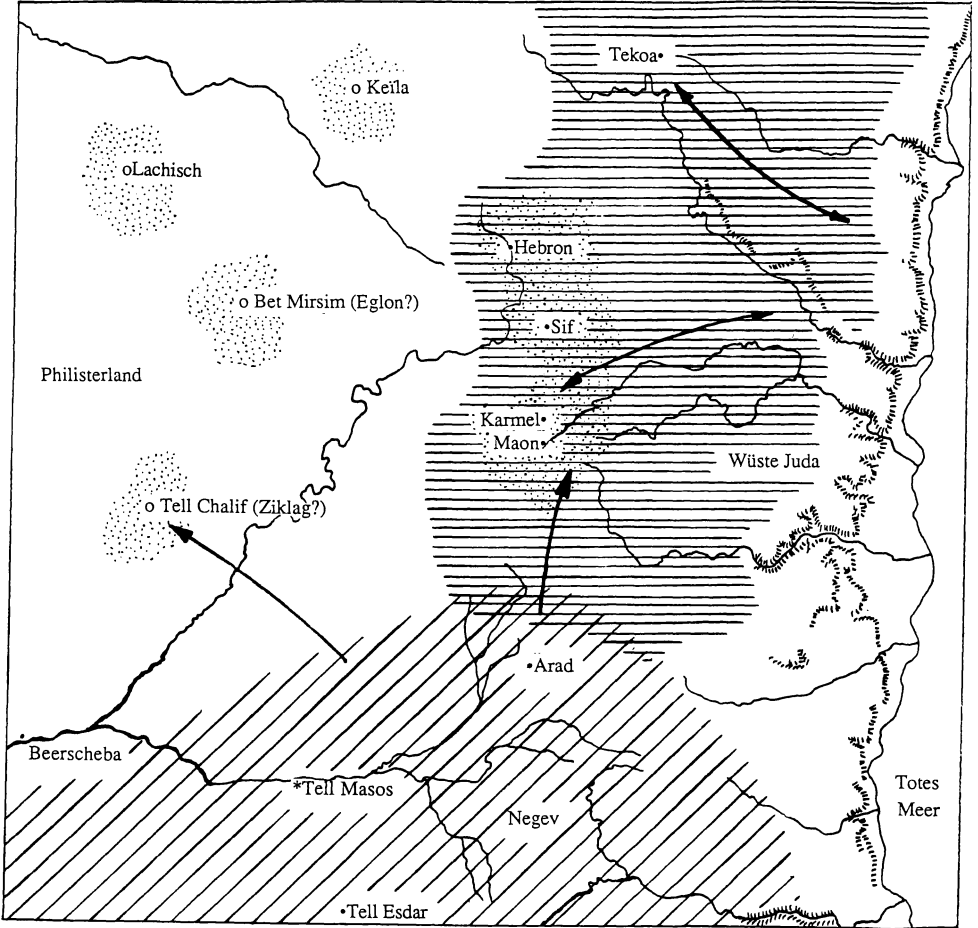 Tekoa
Keïla
Lachisch
Hebron
Bet Mirsim (Eglon?)
Sif
Philisterland
Karmel
Maon
Wüste Juda
Tell Chalif (Ziklag?)
Arad
Beerscheba
*Tell Masos
Totes
Meer
Negev
Tell Esdar